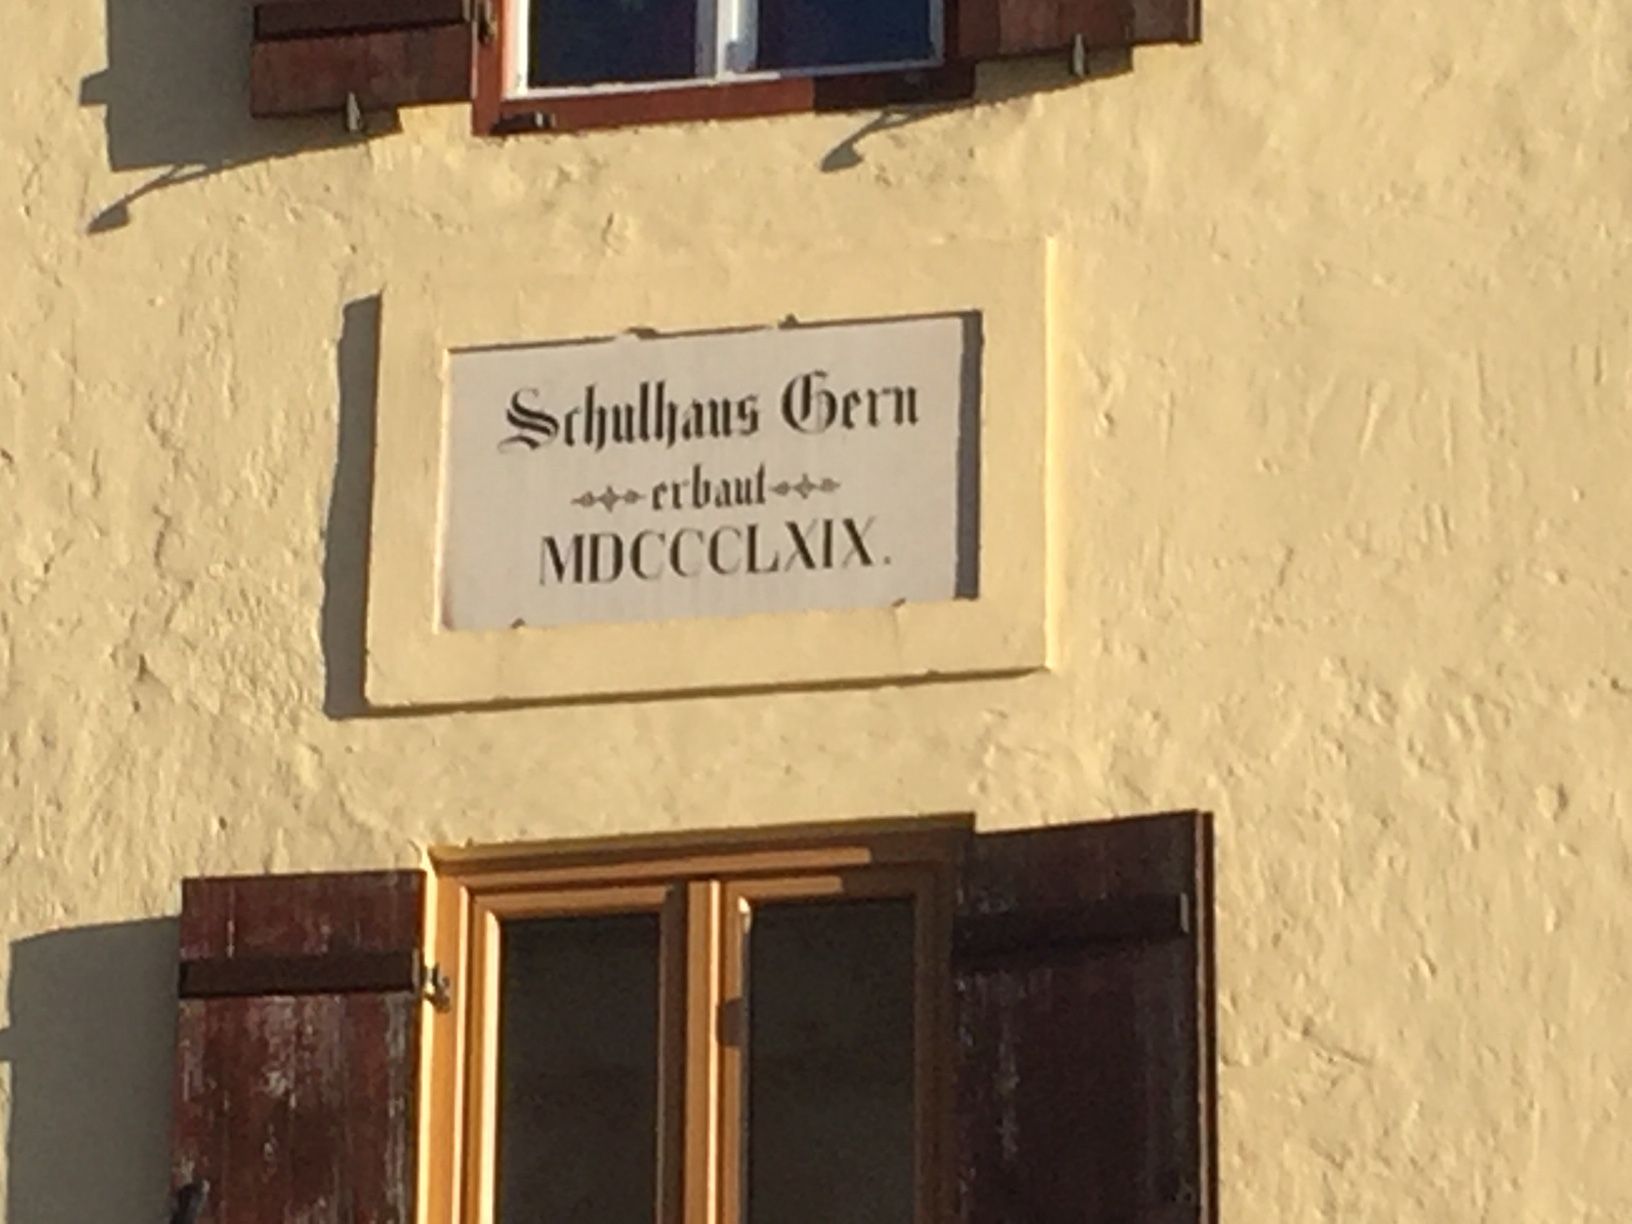 Schulhaus Gern
erbaut
MDCCCLXIX.